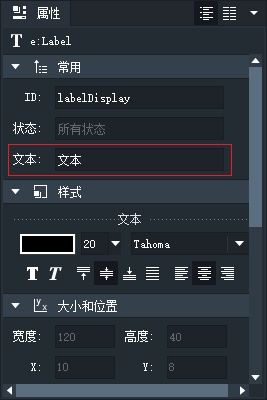 属性
T e:Label
常用
ID: labelDisplay
状态: 所有状态
文本: 文本
样式
文本
20 Tahoma
T T
大小和位置
宽度: 120 高度: 40
X: 10 Y: 8